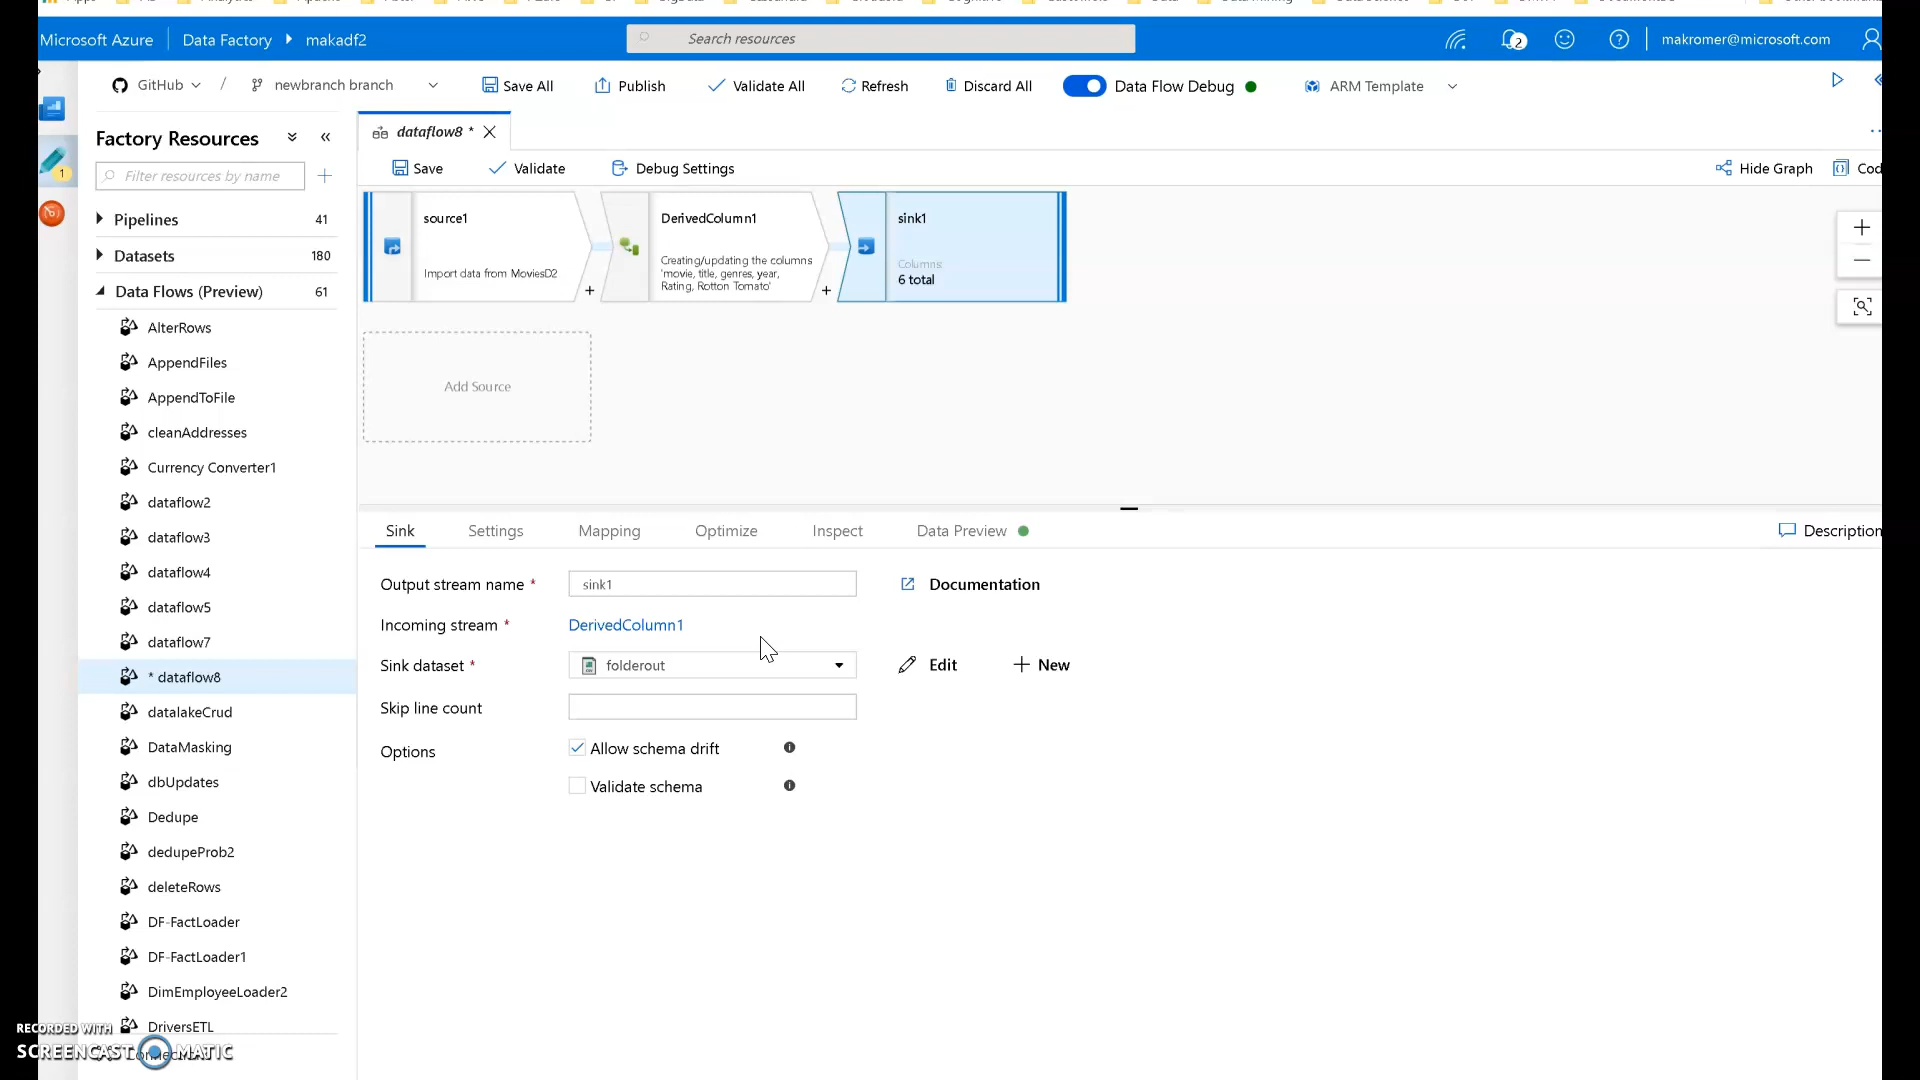 Microsoft Azure
Data Factory
makadf2
Search resources
2
makromer@microsoft.com
GitHub
/
newbranch branch
Save All
Publish
Validate All
Refresh
Discard All
Data Flow Debug
ARM Template
1
Factory Resources
Filter resources by name
Pipelines 41
Datasets 180
Data Flows (Preview) 61
AlterRows
AppendFiles
AppendToFile
cleanAddresses
Currency Converter1
dataflow2
dataflow3
dataflow4
dataflow5
dataflow7
* dataflow8
datalakeCrud
DataMasking
dbUpdates
Dedupe
dedupeProb2
deleteRows
DF-FactLoader
DF-FactLoader1
DimEmployeeLoader2
DriversETL
dataflow8 *
Save
Validate
Debug Settings
Hide Graph
Cod
source1
Import data from MoviesD2
DerivedColumn1
Creating/updating the columns
'movie, title, genres, year,
Rating, Rotton Tomato'
sink1
Columns:
6 total
Add Source
Sink
Settings
Mapping
Optimize
Inspect
Data Preview
Description
Output stream name *
sink1
Documentation
Incoming stream *
DerivedColumn1
Sink dataset *
folderout
Edit
New
Skip line count
Options
Allow schema drift
Validate schema
RECORDED WITH
SCREENCAST MATIC